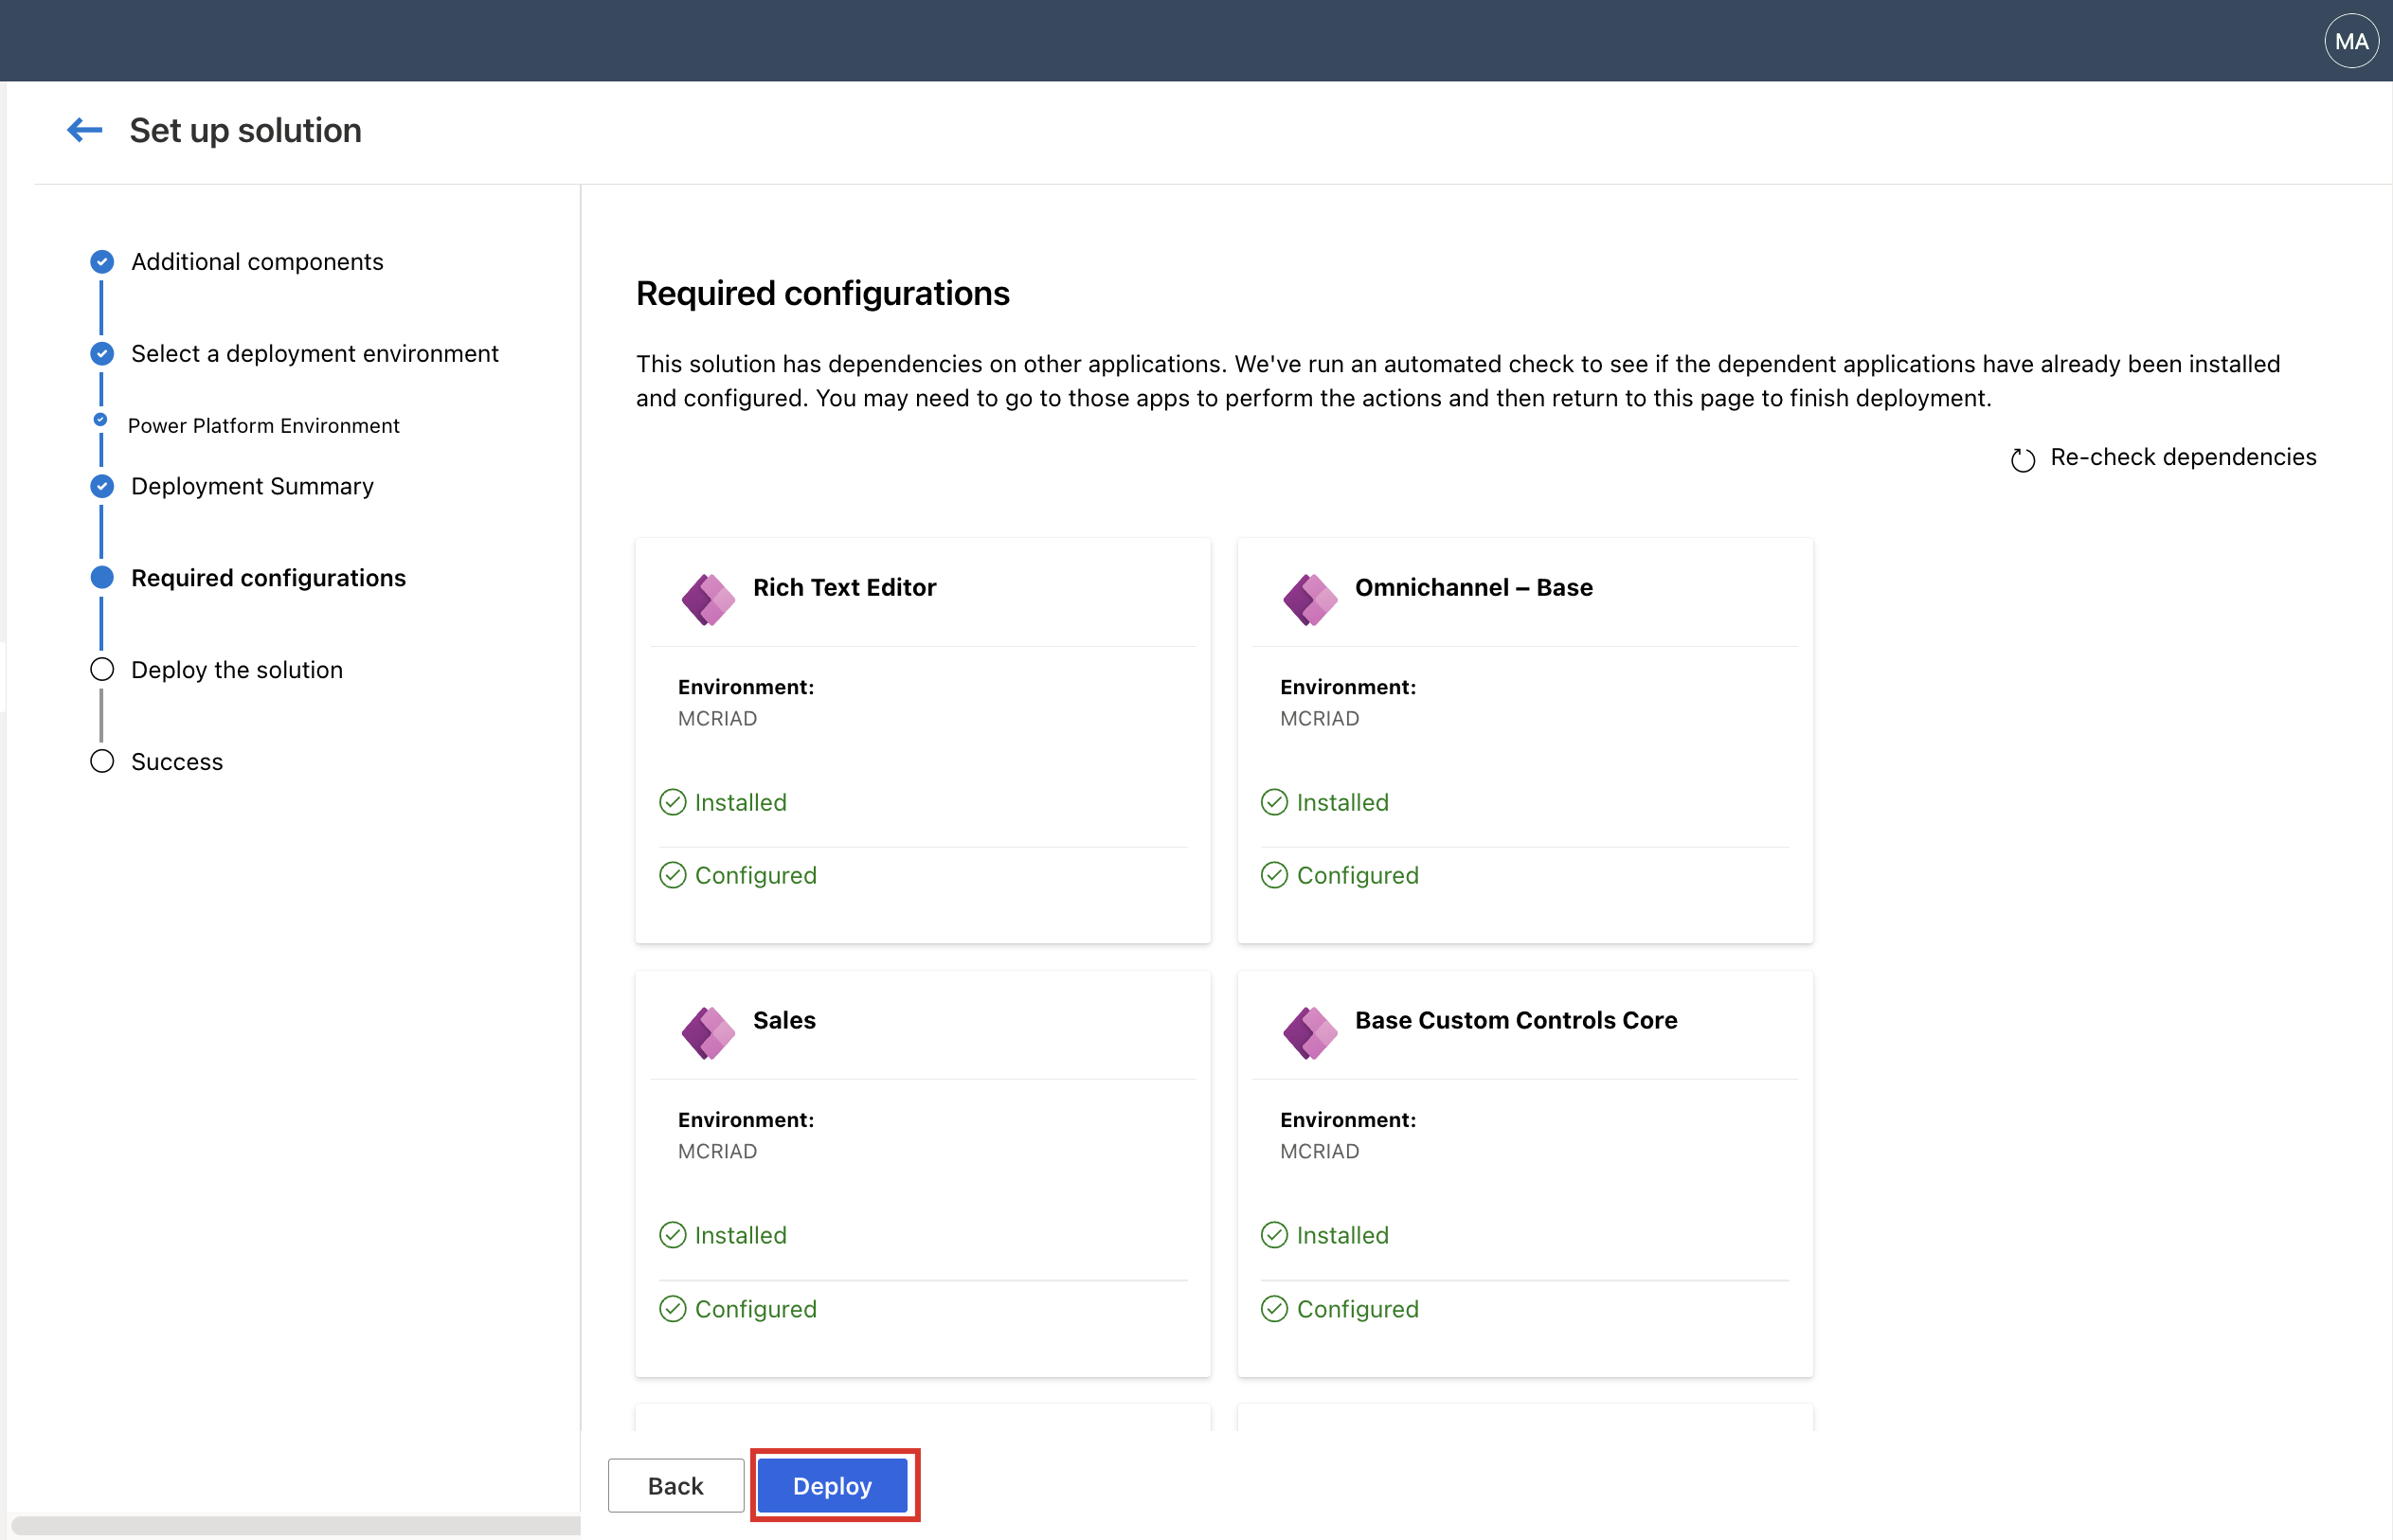 MA
Set up solution
Additional components
Select a deployment environment
Power Platform Environment
Deployment Summary
Required configurations
Deploy the solution
Success
Required configurations
This solution has dependencies on other applications. We've run an automated check to see if the dependent applications have already been installed
and configured. You may need to go to those apps to perform the actions and then return to this page to finish deployment.
Re-check dependencies
Rich Text Editor
Environment:
MCRIAD
Installed
Configured
Omnichannel – Base
Environment:
MCRIAD
Installed
Configured
Sales
Environment:
MCRIAD
Installed
Configured
Base Custom Controls Core
Environment:
MCRIAD
Installed
Configured
Back
Deploy